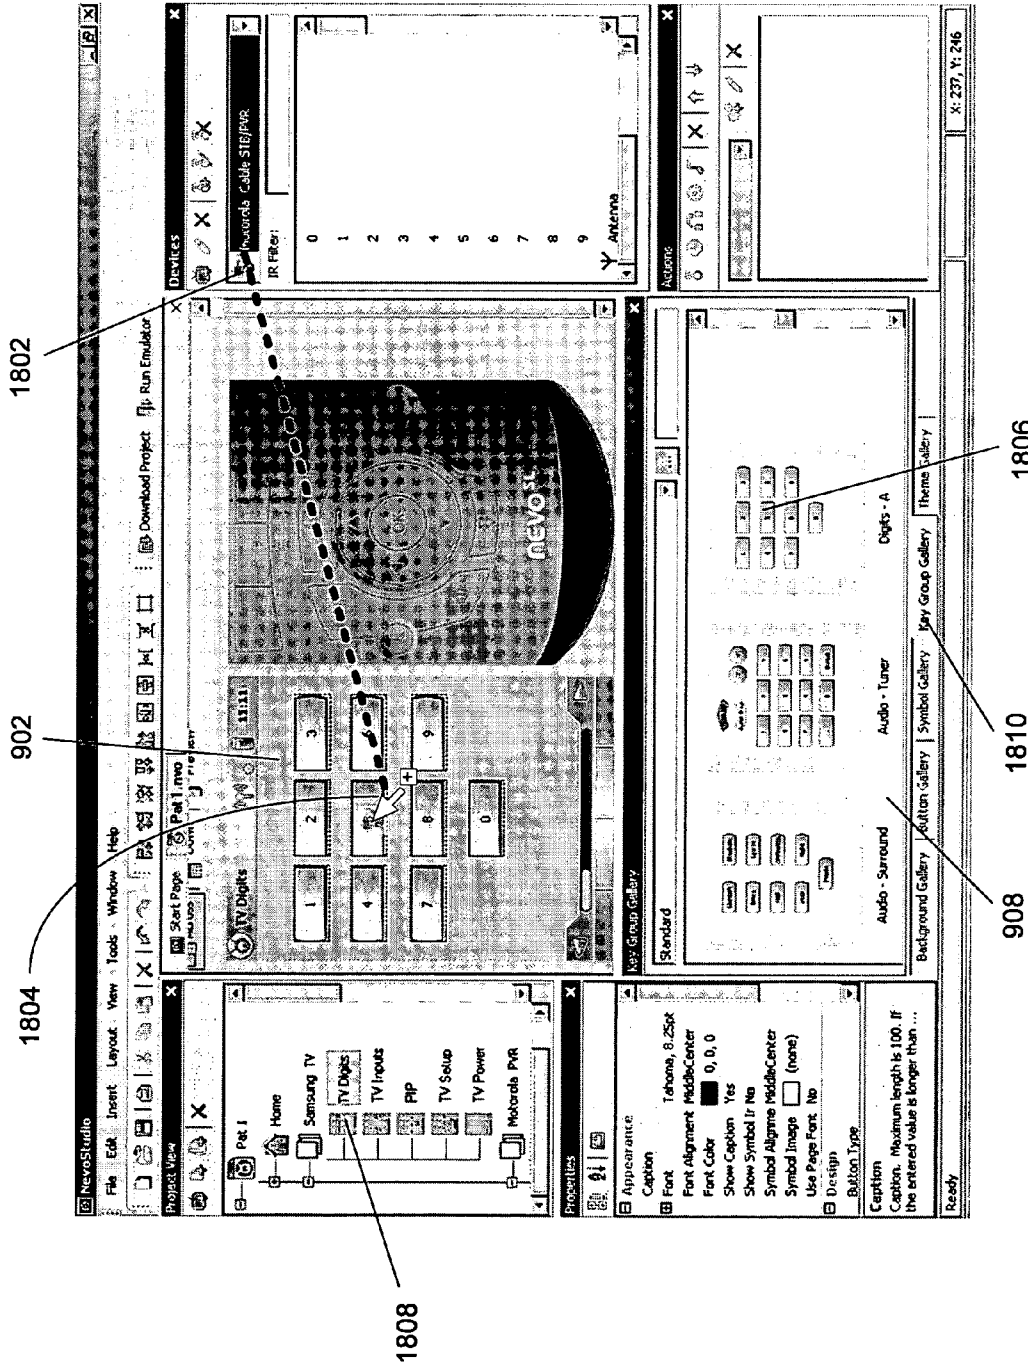 1802
902
1804
1808
1806
1810
908
NevoStudio
File Edit Insert Layout View Tools Window Help
Download Project Run Emulator
Project View
Pat 1
Home
Samsung TV
TV Digits
TV Inputs
PIP
TV Setup
TV Power
Motorola PVR
Properties
Appearance
Caption
Font Tahoma, 8.25pt
Font Alignment MiddleCenter
Font Color 0, 0, 0
Show Caption Yes
Show Symbol Ir No
Symbol Alignme MiddleCenter
Symbol Image (none)
Use Page Font No
Design
Button Type
Caption
Caption. Maximum length is 100. If
the entered value is longer than ...
Ready
Start Page Pat 1.nvo
TV Digits 11:11
1 2 3
4
7 8 9
0
OK
nevo SL
Key Group Gallery
Standard
Audio - Surround
Audio - Tuner
Digits - A
Background Gallery Button Gallery Symbol Gallery Key Group Gallery Theme Gallery
Devices
Motorola Cable STB/PVR
IR Filter:
0
1
2
3
4
5
6
7
8
9
Antenna
Actions
X: 237, Y: 246